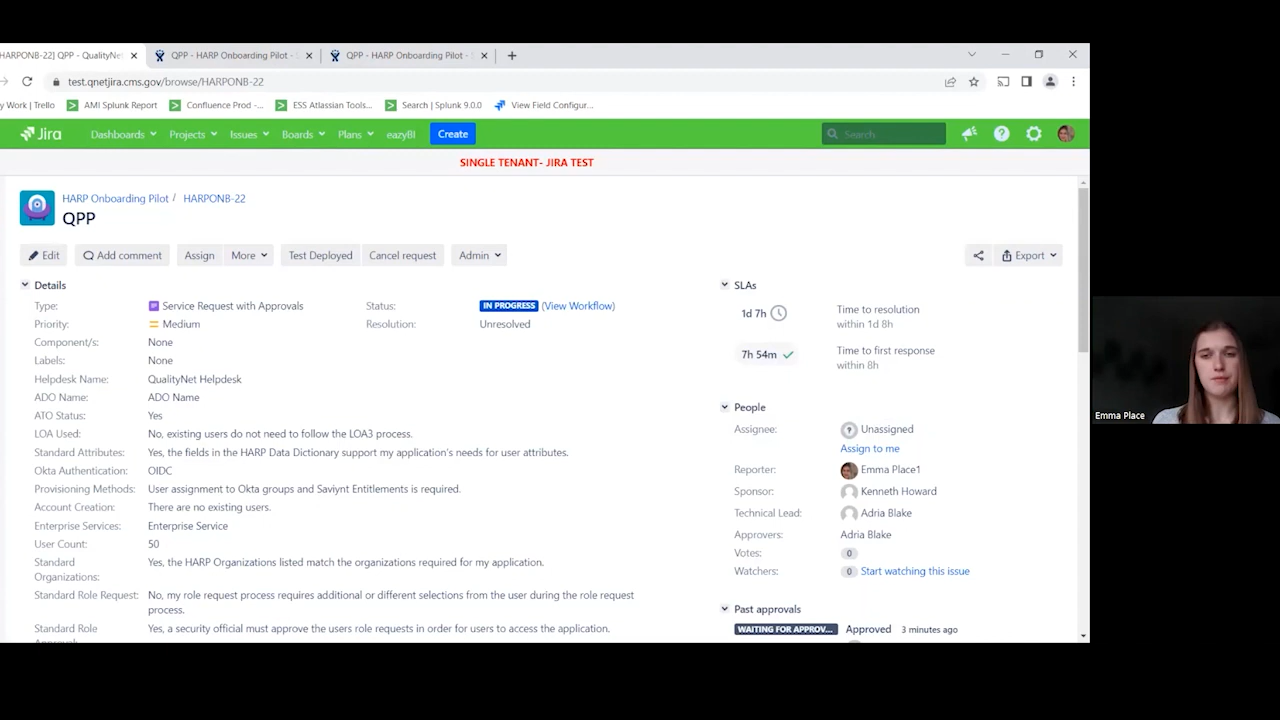 HARPONB-22] QPP - QualityNe
QPP - HARP Onboarding Pilot -
QPP - HARP Onboarding Pilot -
test.qnetjira.cms.gov/browse/HARPONB-22
y Work | Trello
AMI Splunk Report
Confluence Prod -...
ESS Atlassian Tools...
Search | Splunk 9.0.0
View Field Configur...
Jira
Dashboards
Projects
Issues
Boards
Plans
eazyBI
Create
Search
SINGLE TENANT- JIRA TEST
HARP Onboarding Pilot / HARPONB-22
QPP
Edit
Add comment
Assign
More
Test Deployed
Cancel request
Admin
Export
Details
Type: Service Request with Approvals
Status: IN PROGRESS (View Workflow)
Priority: Medium
Resolution: Unresolved
Component/s: None
Labels: None
Helpdesk Name: QualityNet Helpdesk
ADO Name: ADO Name
ATO Status: Yes
LOA Used: No, existing users do not need to follow the LOA3 process.
Standard Attributes: Yes, the fields in the HARP Data Dictionary support my application's needs for user attributes.
Okta Authentication: OIDC
Provisioning Methods: User assignment to Okta groups and Saviynt Entitlements is required.
Account Creation: There are no existing users.
Enterprise Services: Enterprise Service
User Count: 50
Standard Organizations: Yes, the HARP Organizations listed match the organizations required for my application.
Standard Role Request: No, my role request process requires additional or different selections from the user during the role request
process.
Standard Role Yes, a security official must approve the users role requests in order for users to access the application.
SLAs
1d 7h Time to resolution
within 1d 8h
7h 54m Time to first response
within 8h
People
Assignee: Unassigned
Assign to me
Reporter: Emma Place1
Sponsor: Kenneth Howard
Technical Lead: Adria Blake
Approvers: Adria Blake
Votes: 0
Watchers: 0 Start watching this issue
Past approvals
WAITING FOR APPROV... Approved 3 minutes ago
Emma Place